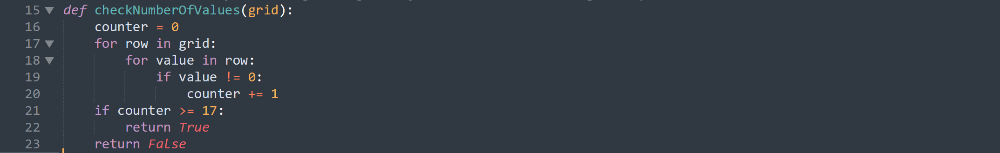 15 ▼ def checkNumberOfValues(grid):
16 counter = 0
17 ▼ for row in grid:
18 ▼ for value in row:
19 if value != 0:
20 counter += 1
21 if counter >= 17:
22 return True
23 return False